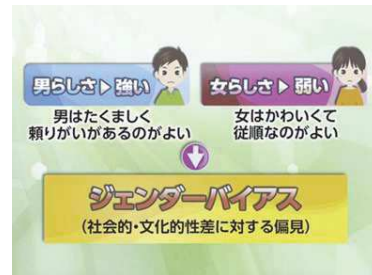 男らしさ▶強い
女らしさ▶弱い
男はたくましく
頼りがいがあるのがよい
女はかわいくて
従順なのがよい
ジェンダーバイアス
(社会的・文化的性差に対する偏見)